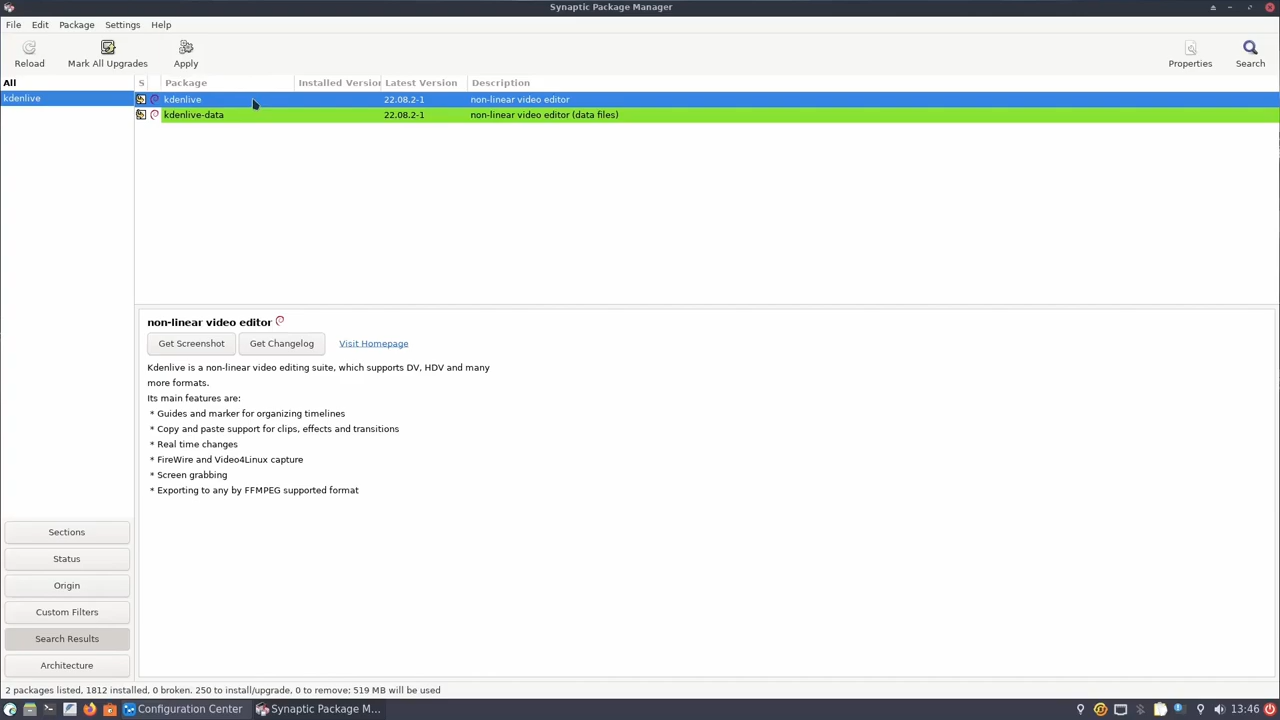 Synaptic Package Manager
File Edit Package Settings Help
Reload Mark All Upgrades Apply Properties Search
All
kdenlive
S Package Installed Version Latest Version Description
kdenlive 22.08.2-1 non-linear video editor
kdenlive-data 22.08.2-1 non-linear video editor (data files)
non-linear video editor
Get Screenshot Get Changelog Visit Homepage
Kdenlive is a non-linear video editing suite, which supports DV, HDV and many
more formats.
Its main features are:
* Guides and marker for organizing timelines
* Copy and paste support for clips, effects and transitions
* Real time changes
* FireWire and Video4Linux capture
* Screen grabbing
* Exporting to any by FFMPEG supported format
Sections
Status
Origin
Custom Filters
Search Results
Architecture
2 packages listed, 1812 installed, 0 broken. 250 to install/upgrade, 0 to remove; 519 MB will be used
Configuration Center Synaptic Package M... 13:46